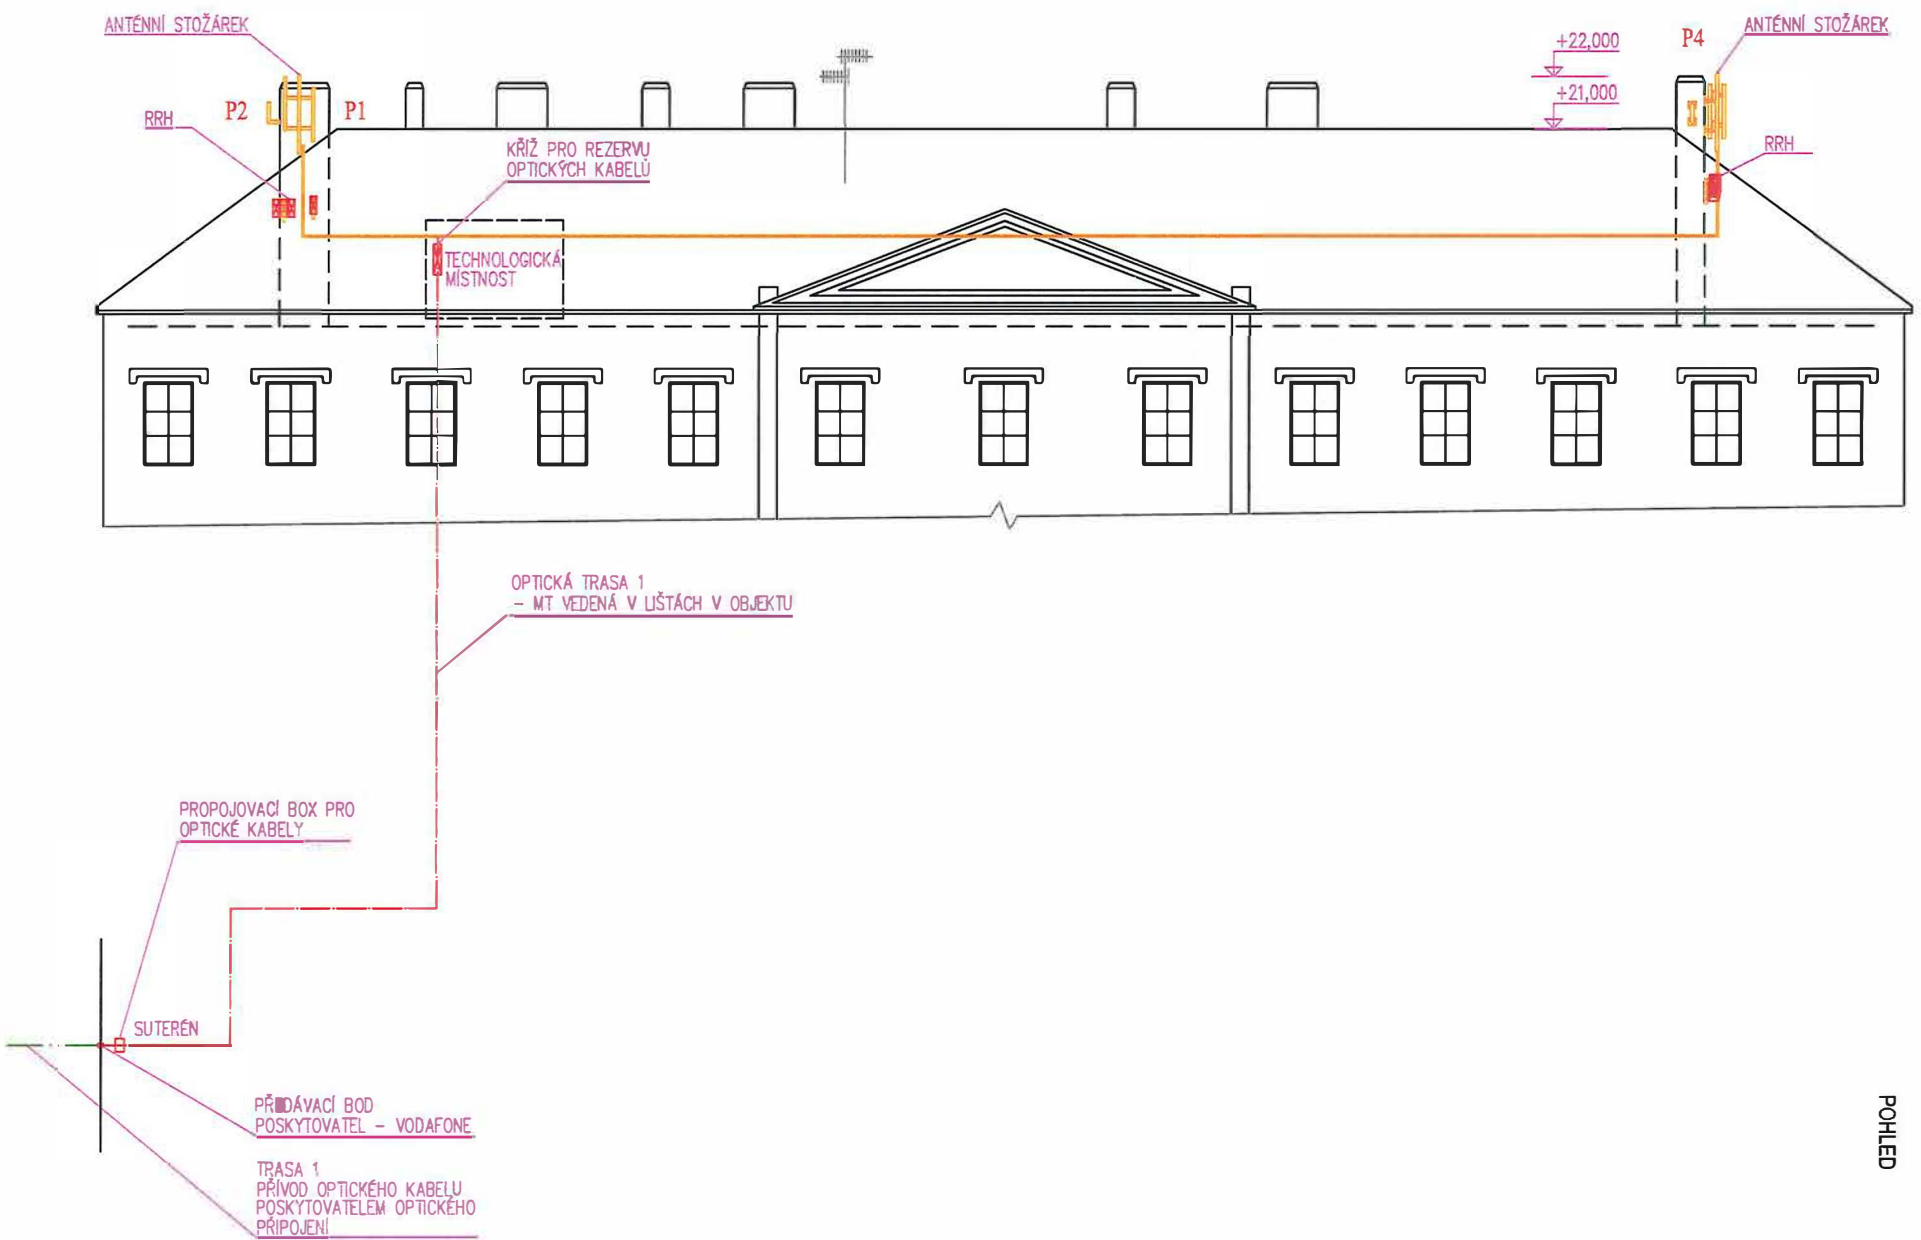 ANTÉNNÍ STOŽÁREK
P4
ANTÉNNÍ STOŽÁREK
+22,000
+21,000
P2
P1
RRH
KŘÍŽ PRO REZERVU
OPTICKÝCH KABELŮ
RRH
TECHNOLOGICKÁ
MÍSTNOST
OPTICKÁ TRASA 1
- MT VEDENÁ V LIŠTÁCH V OBJEKTU
PROPOJOVACÍ BOX PRO
OPTICKÉ KABELY
SUTERÉN
BOD
POSKYTOVATEL - VODAFONE
TRASA 1
PŘÍVOD OPTICKÉHO KABELU
POSKYTOVATELEM OPTICKÉHO
PŘIPOJENÍ
POHLED